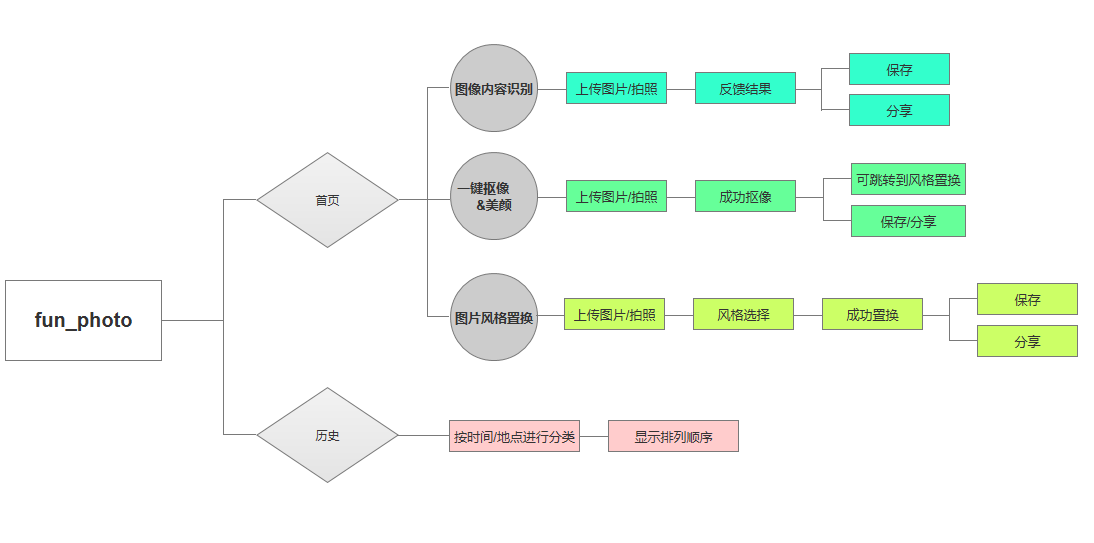 fun_photo
首页
图像内容识别
上传图片/拍照
反馈结果
保存
分享
一键抠像
&美颜
上传图片/拍照
成功抠像
可跳转到风格置换
保存/分享
图片风格置换
上传图片/拍照
风格选择
成功置换
保存
分享
历史
按时间/地点进行分类
显示排列顺序